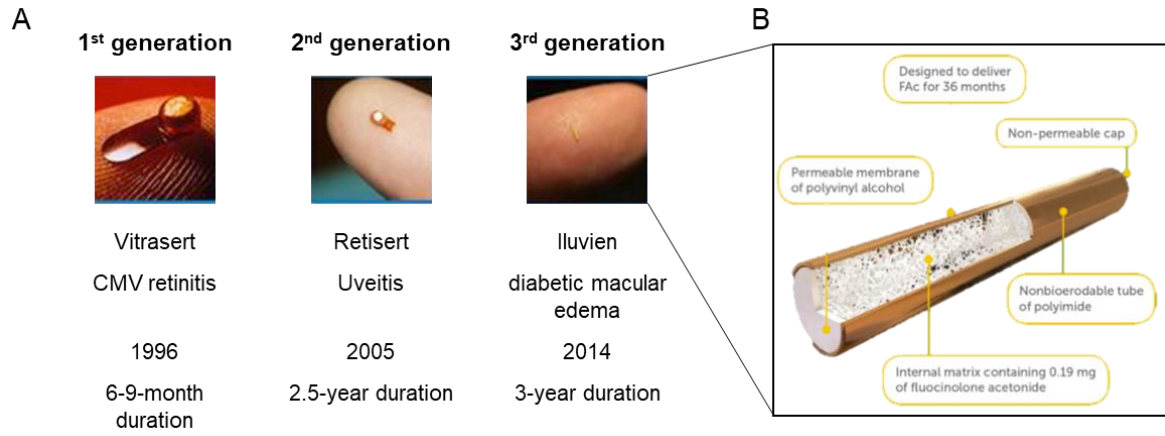 A
1st generation
2nd generation
3rd generation
Vitrasert
Retisert
Iluvien
CMV retinitis
Uveitis
diabetic macular
edema
1996
2005
2014
6-9-month
duration
2.5-year duration
3-year duration
B
Designed to deliver
FAc for 36 months
Non-permeable cap
Permeable membrane
of polyvinyl alcohol
Nonbioerodable tube
of polyimide
Internal matrix containing 0.19 mg
of fluocinolone acetonide